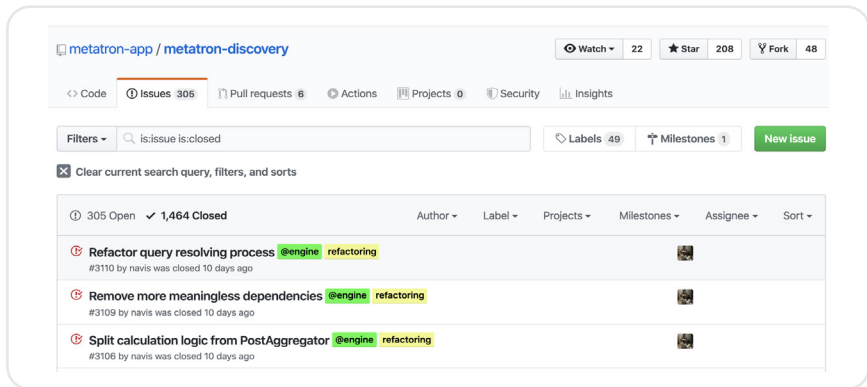 metatron-app / metatron-discovery
Watch 22 Star 208 Fork 48
Code Issues 305 Pull requests 6 Actions Projects 0 Security Insights
Filters is:issue is:closed Labels 49 Milestones 1 New issue
Clear current search query, filters, and sorts
305 Open 1,464 Closed Author Label Projects Milestones Assignee Sort
Refactor query resolving process @engine refactoring
#3110 by navis was closed 10 days ago
Remove more meaningless dependencies @engine refactoring
#3109 by navis was closed 10 days ago
Split calculation logic from PostAggregator @engine refactoring
#3106 by navis was closed 10 days ago